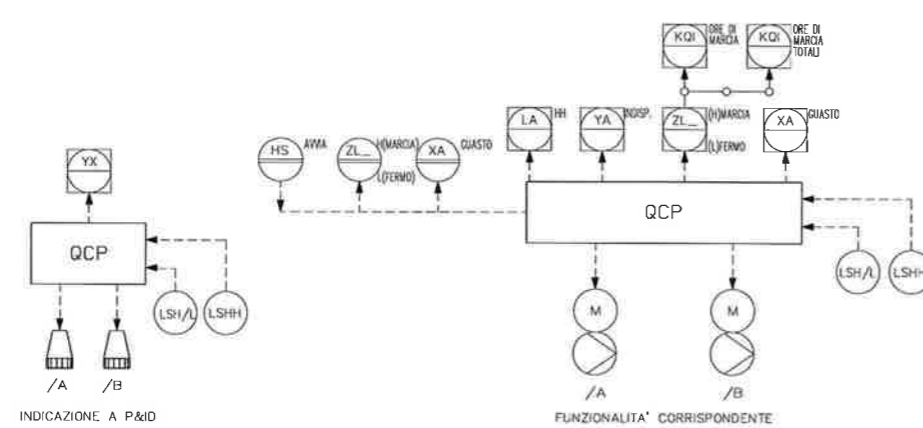 YX
QCP
LSH/L
LSHH
/A
/B
INDICAZIONE A P&ID
KQI
ORE DI
MARCIA
KQI
ORE DI
MARCIA
TOTALI
HS
AVVIA
ZL_
H(MARCIA)
L(FERMO)
XA
GUASTO
LA
HH
YA
INDISP.
ZL_
(H)MARCIA
(L)FERMO
XA
GUASTO
QCP
LSH/L
LSHH
M
M
/A
/B
FUNZIONALITA' CORRISPONDENTE